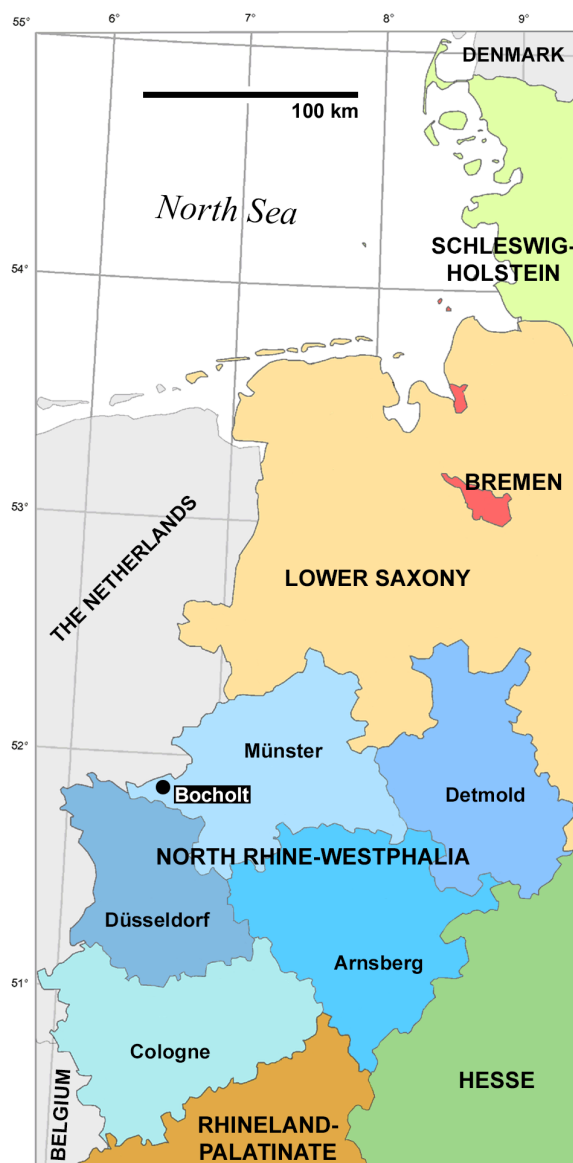 6°
7°
8°
9°
55°
DENMARK
100 km
North Sea
SCHLESWIG-
HOLSTEIN
54°
BREMEN
53°
THE NETHERLANDS
LOWER SAXONY
52°
Münster
Bocholt
Detmold
NORTH RHINE-WESTPHALIA
Düsseldorf
Arnsberg
51°
Cologne
HESSE
BELGIUM
RHINELAND-
PALATINATE